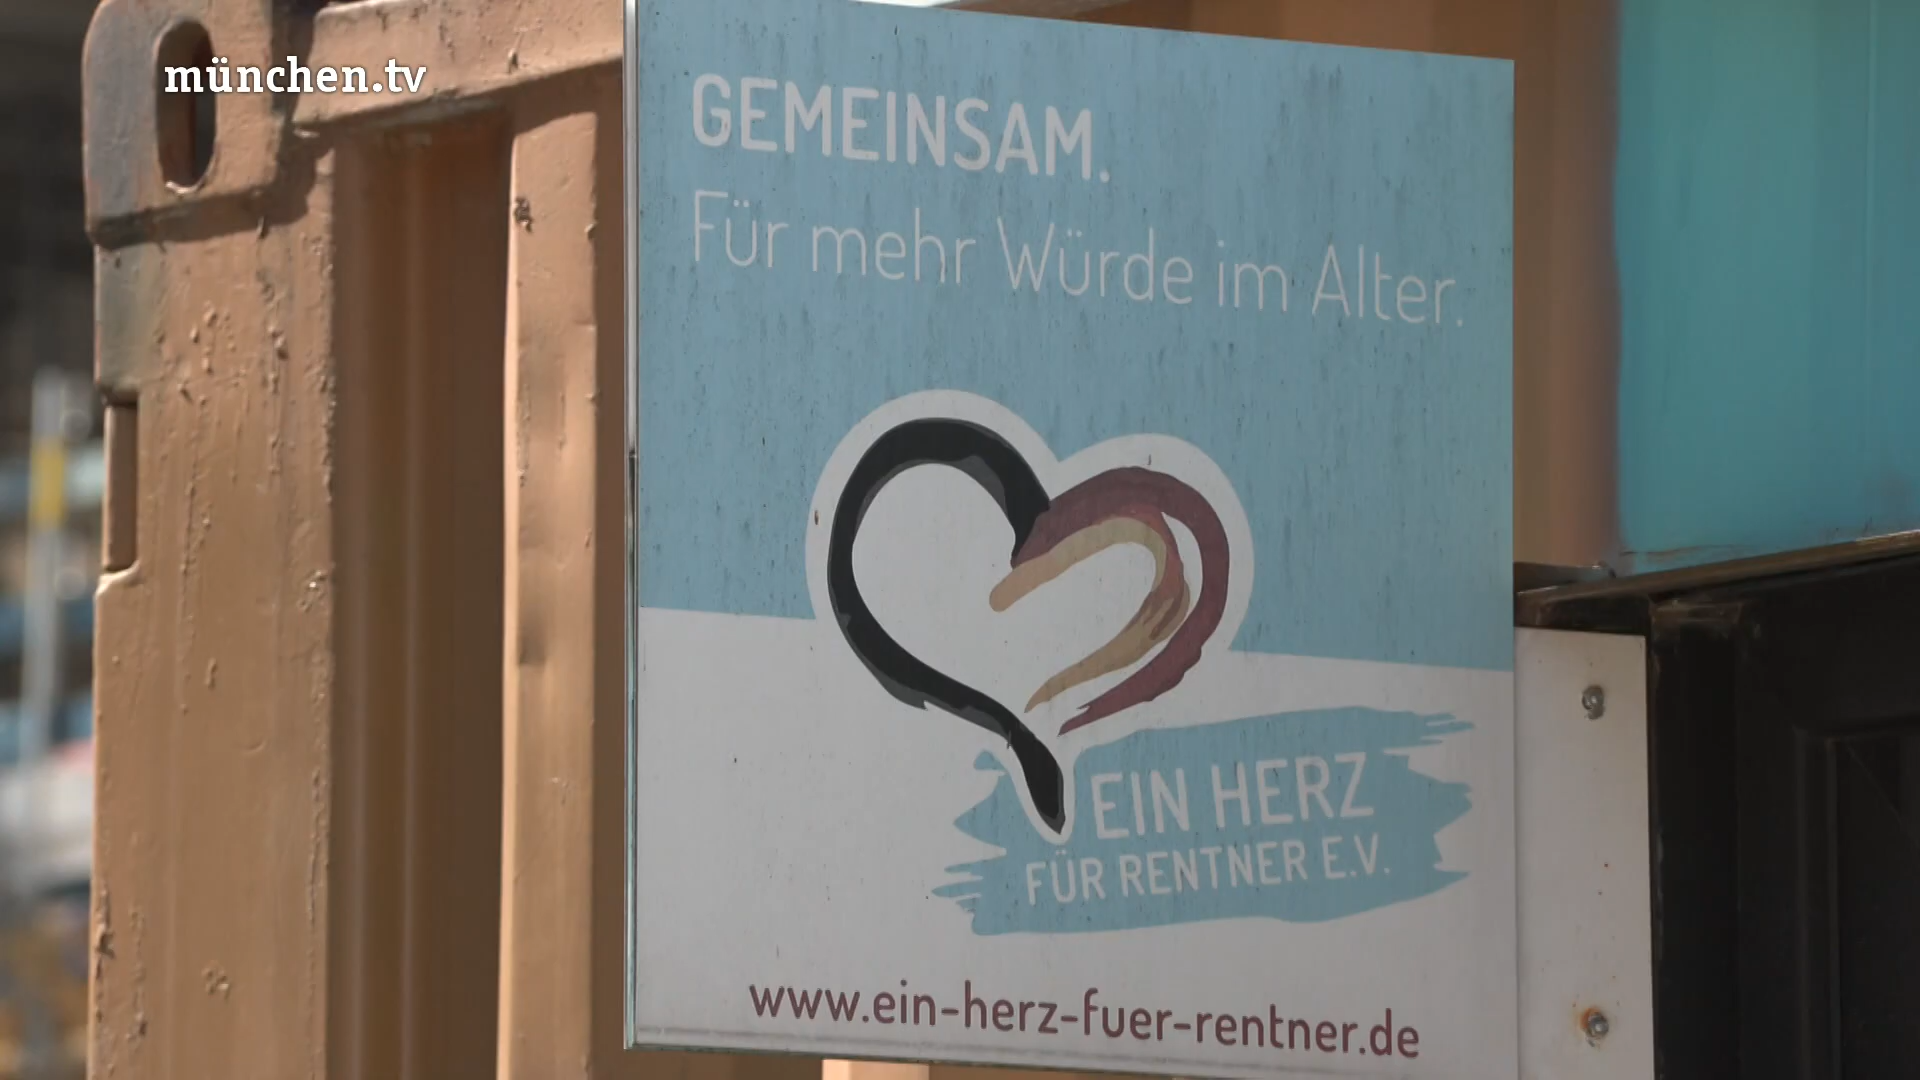 münchen.tv
GEMEINSAM.
Für mehr Würde im Alter.
EIN HERZ
FÜR RENTNER E.V.
www.ein-herz-fuer-rentner.de